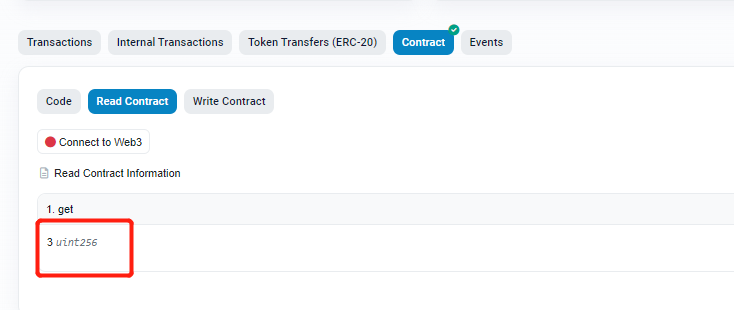 Transactions Internal Transactions Token Transfers (ERC-20) Contract Events
Code Read Contract Write Contract
Connect to Web3
Read Contract Information
1. get
3 uint256